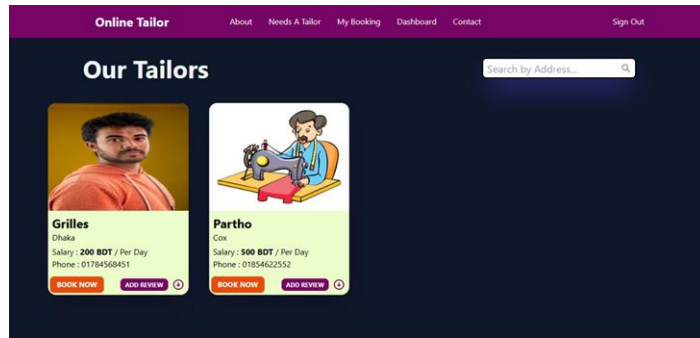 Online Tailor About Needs A Tailor My Booking Dashboard Contact Sign Out
Our Tailors
Search by Address...
Grilles
Dhaka
Salary : 200 BDT / Per Day
Phone : 01784568451
BOOK NOW ADD REVIEW
Partho
Cox
Salary : 500 BDT / Per Day
Phone : 01854622552
BOOK NOW ADD REVIEW